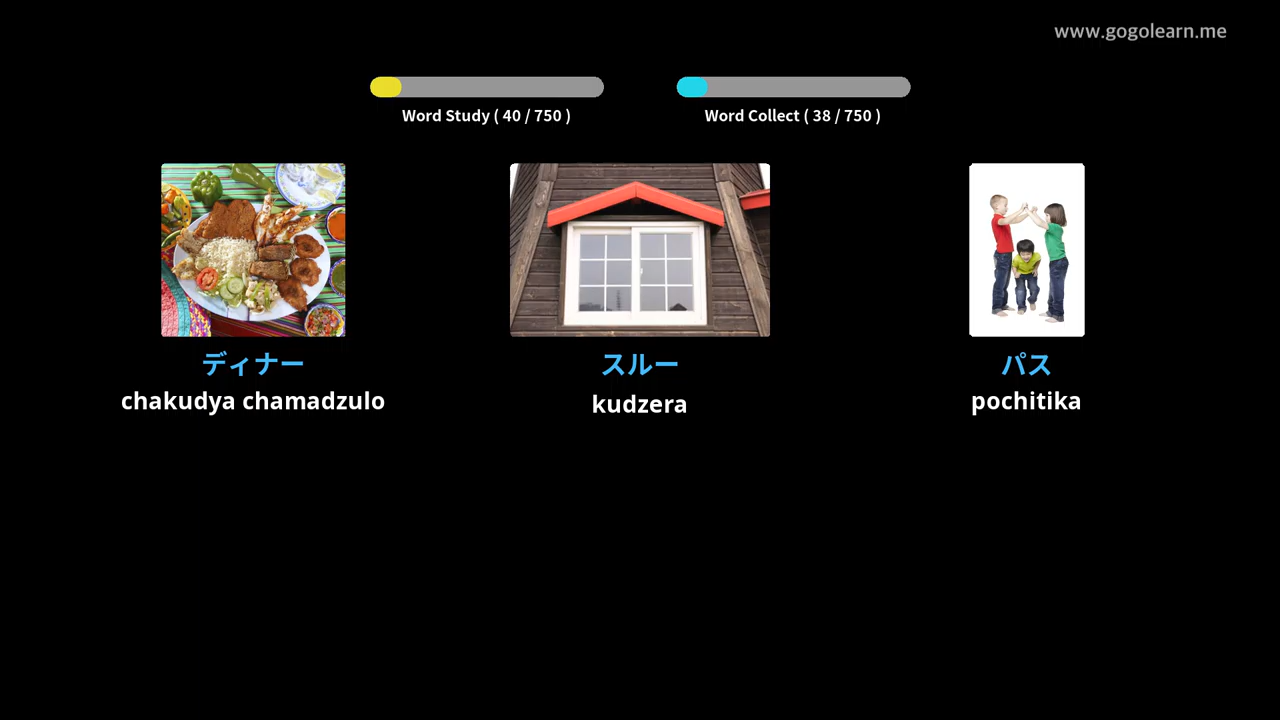 www.gogolearn.me
Word Study ( 40 / 750 )
Word Collect ( 38 / 750 )
ディナー
chakudya chamadzulo
スルー
kudzera
パス
pochitika